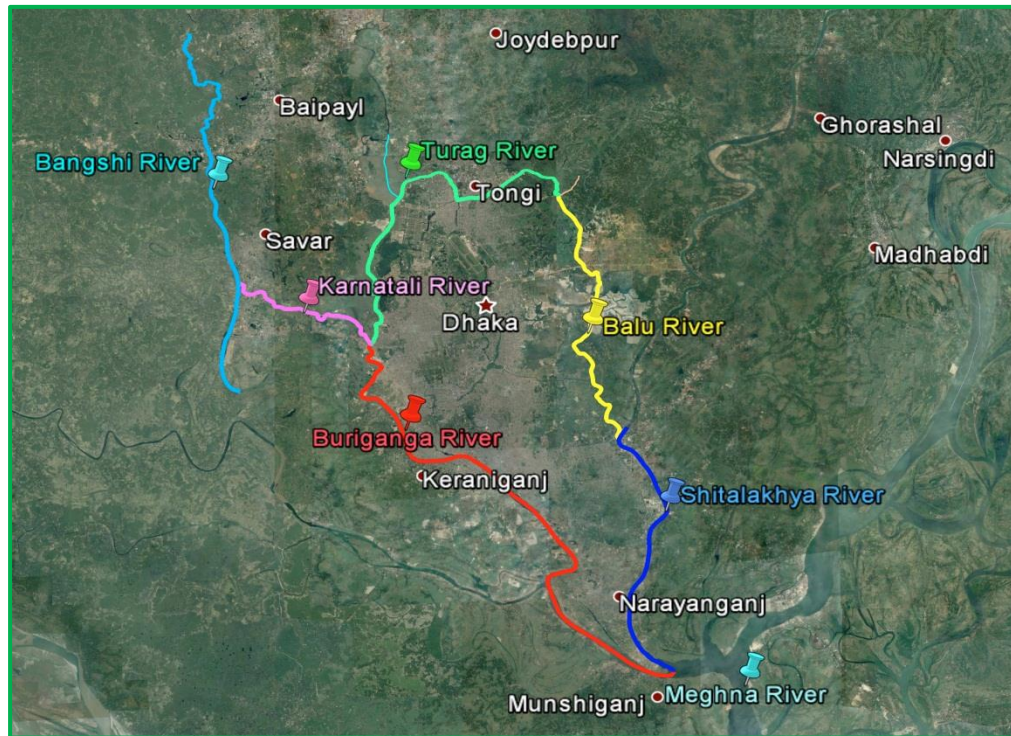 Joydebpur
Baipayl
Ghorashal
Narsingdi
Bangshi River
Turag River
Tongi
Savar
Madhabdi
Karnatali River
Dhaka
Balu River
Buriganga River
Keraniganj
Shitalakhya River
Narayanganj
Munshiganj
Meghna River